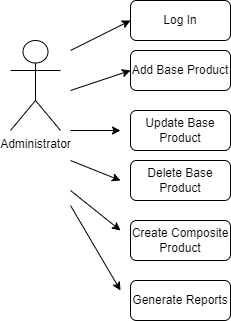 Log In
Add Base Product
Update Base
Product
Administrator
Delete Base
Product
Create Composite
Product
Generate Reports